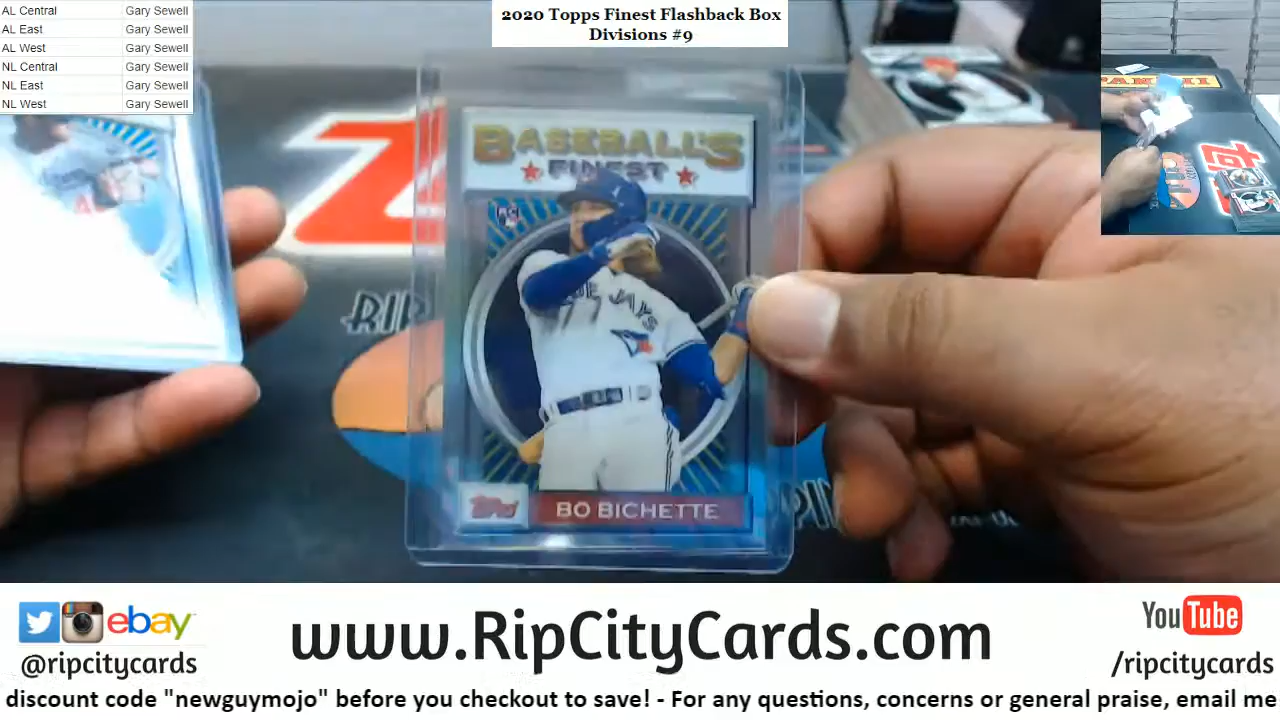 AL Central Gary Sewell
AL East Gary Sewell
AL West Gary Sewell
NL Central Gary Sewell
NL East Gary Sewell
NL West Gary Sewell
2020 Topps Finest Flashback Box
Divisions #9
PANINI
BASEBALL'S
FINEST
RC
BLUE JAYS
RIP
Topps
BO BICHETTE
ebay
@ripcitycards
www.RipCityCards.com
YouTube
/ripcitycards
discount code "newguymojo" before you checkout to save! - For any questions, concerns or general praise, email me